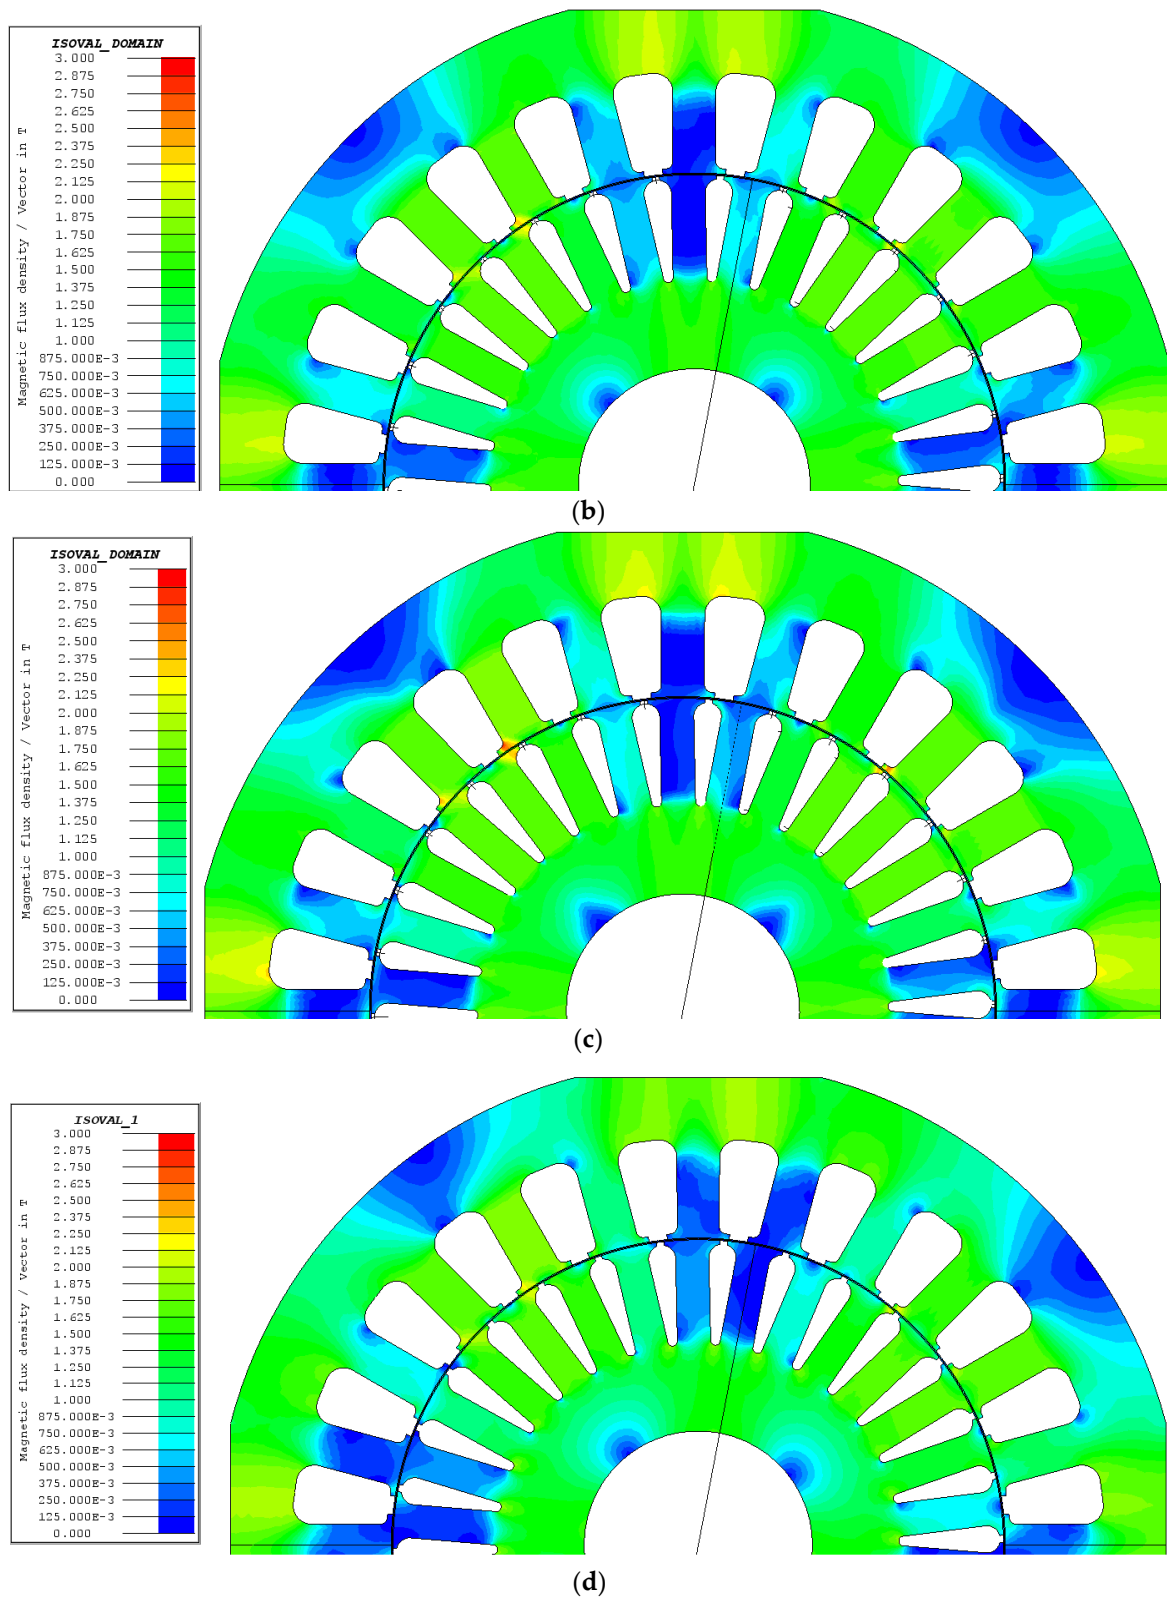 ISOVAL_DOMAIN
3.000
2.875
2.750
2.625
2.500
2.375
2.250
2.125
2.000
1.875
1.750
1.625
1.500
1.375
1.250
1.125
1.000
875.000E-3
750.000E-3
625.000E-3
500.000E-3
375.000E-3
250.000E-3
125.000E-3
0.000
Magnetic flux density / Vector in T
(b)
ISOVAL_DOMAIN
3.000
2.875
2.750
2.625
2.500
2.375
2.250
2.125
2.000
1.875
1.750
1.625
1.500
1.375
1.250
1.125
1.000
875.000E-3
750.000E-3
625.000E-3
500.000E-3
375.000E-3
250.000E-3
125.000E-3
0.000
Magnetic flux density / Vector in T
(c)
ISOVAL_1
3.000
2.875
2.750
2.625
2.500
2.375
2.250
2.125
2.000
1.875
1.750
1.625
1.500
1.375
1.250
1.125
1.000
875.000E-3
750.000E-3
625.000E-3
500.000E-3
375.000E-3
250.000E-3
125.000E-3
0.000
Magnetic flux density / Vector in T
(d)